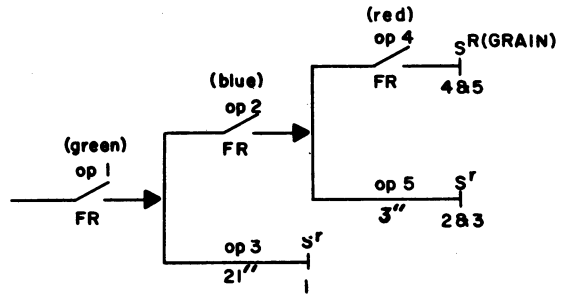 (red)
op 4
S R(GRAIN)
FR
4&5
(blue)
op 2
FR
(green)
op 1
FR
op 5
S r
3"
2&3
op 3
S r
21"
1